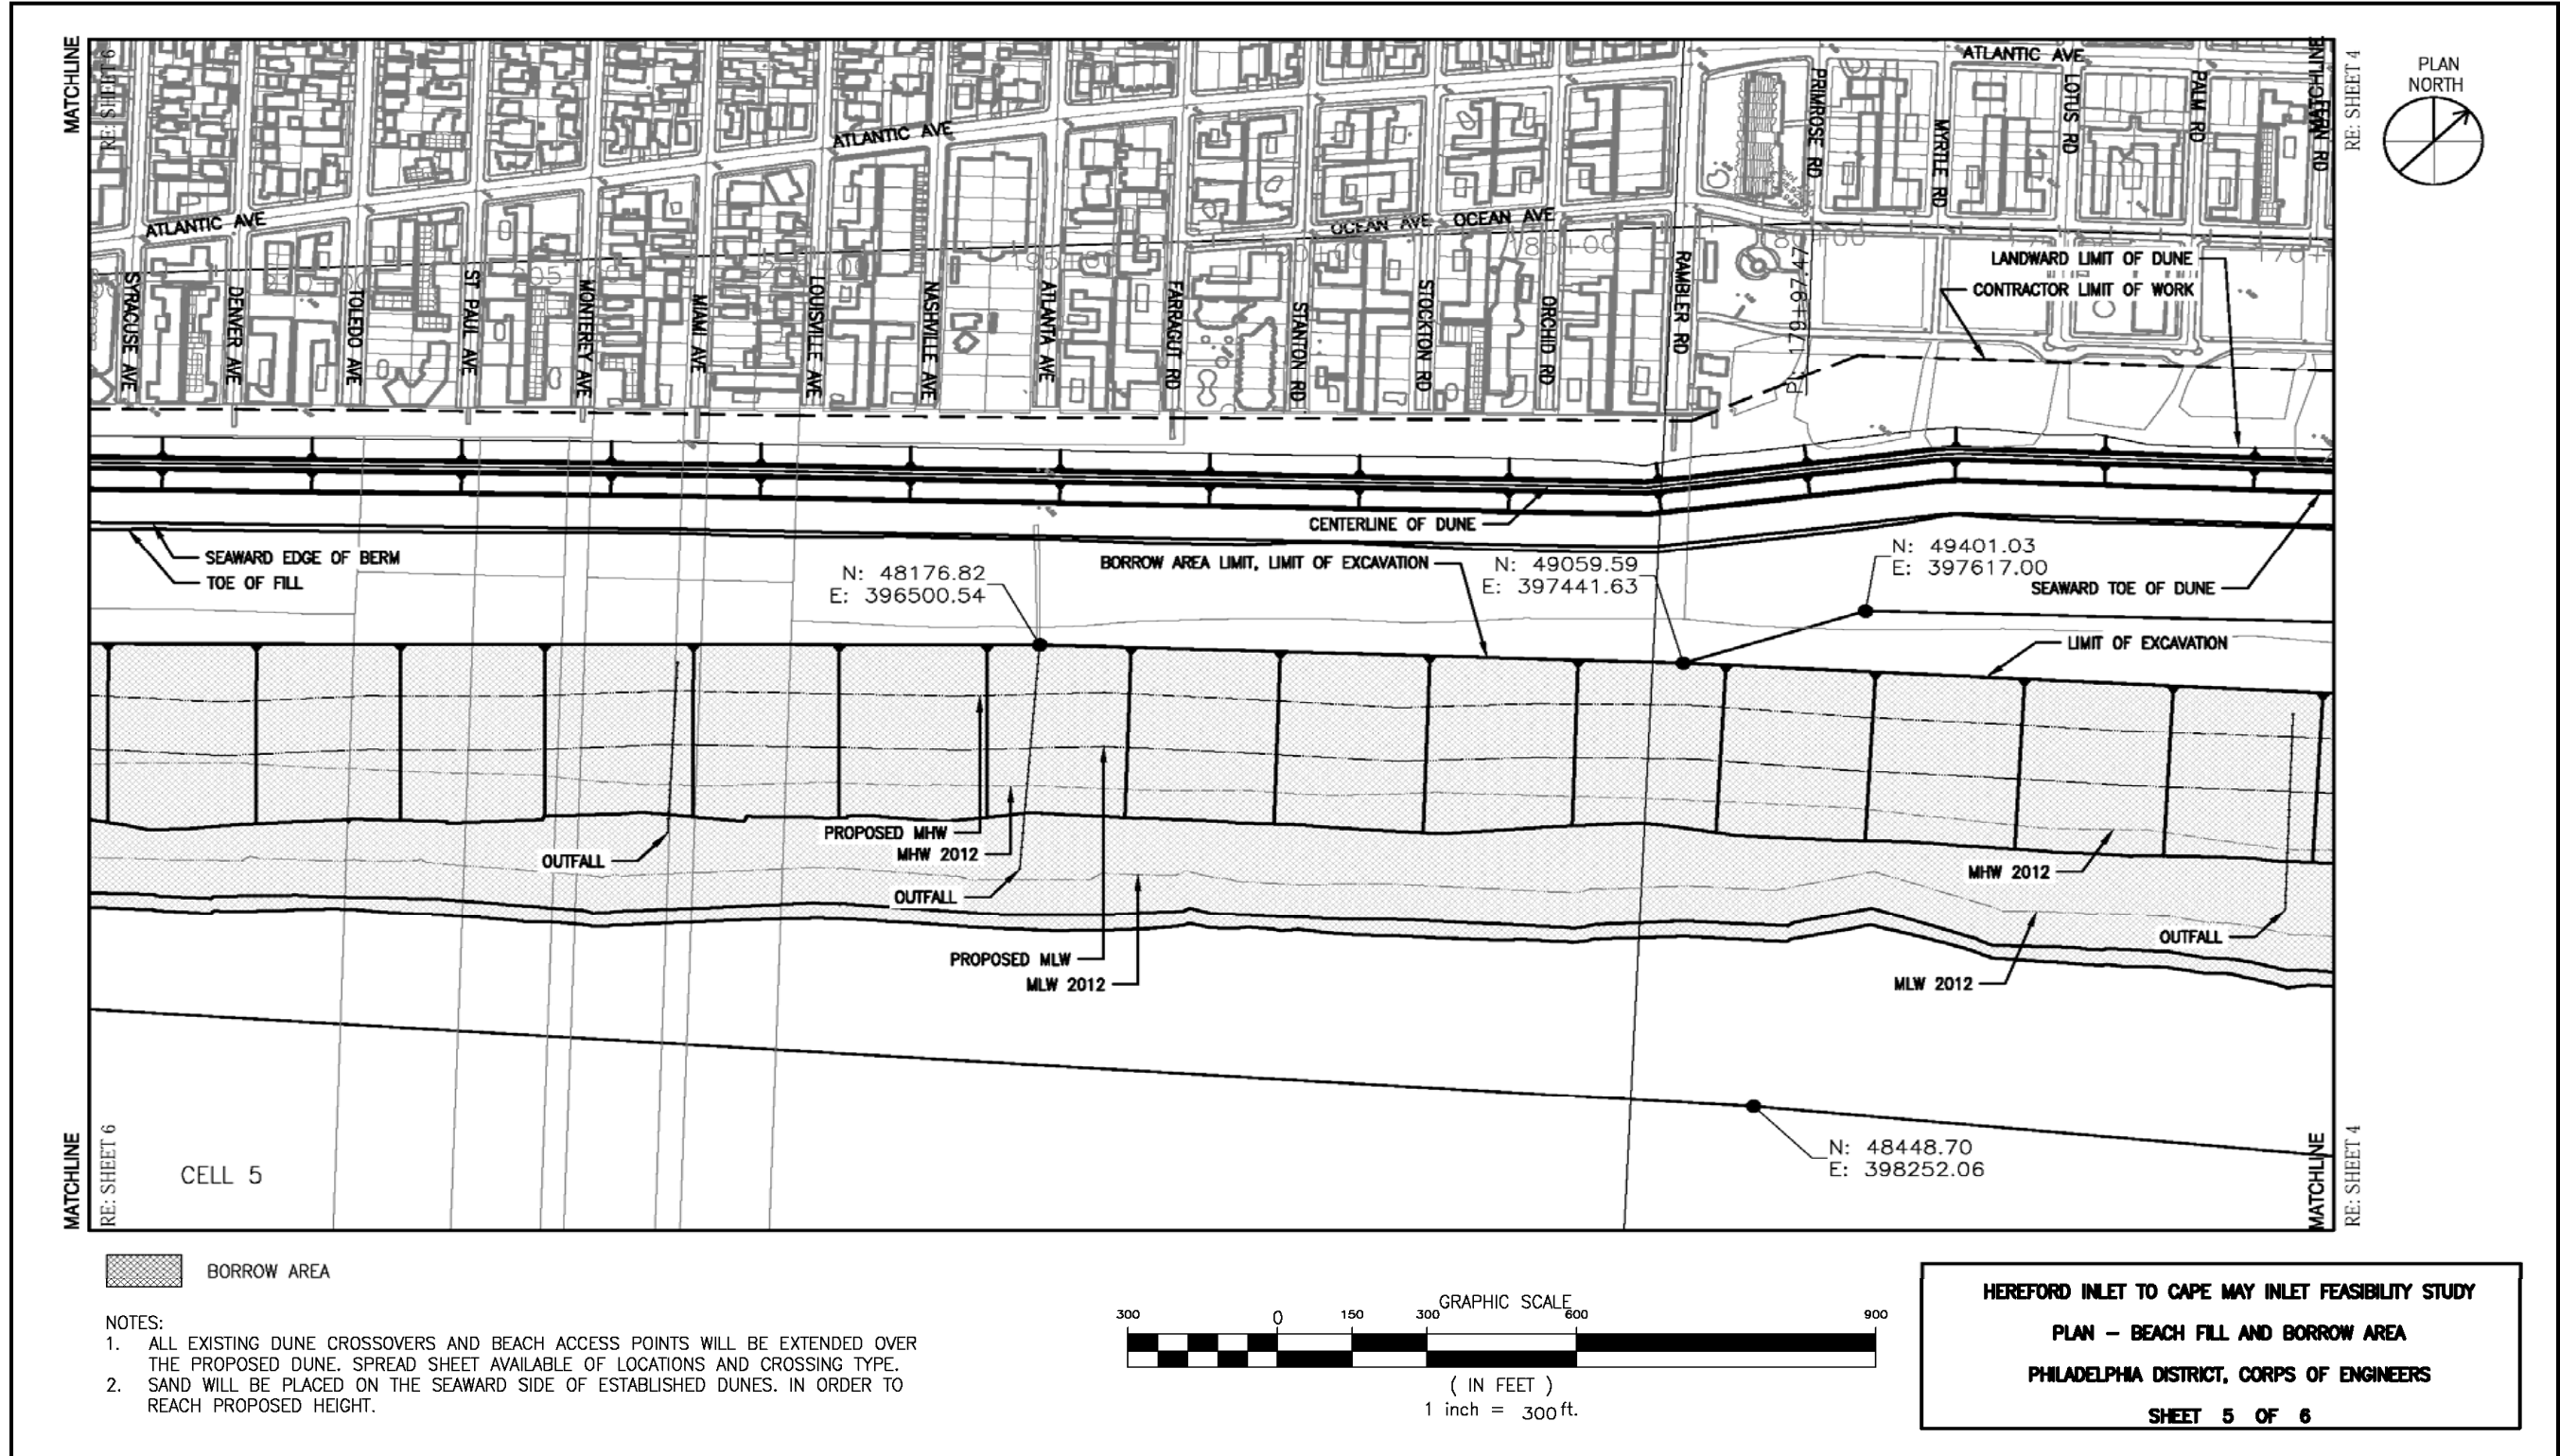 MATCHLINE
RE: SHEET 6
ATLANTIC AVE
MATCHLINE
FERN RD
RE: SHEET 4
PLAN
NORTH
PRIMROSE RD
MYRTLE RD
LOTUS RD
PALM RD
ATLANTIC AVE
ATLANTIC AVE
OCEAN AVE
OCEAN AVE
185+00
LANDWARD LIMIT OF DUNE
CONTRACTOR LIMIT OF WORK
SYRACUSE AVE
DENVER AVE
TOLEDO AVE
ST PAUL AVE
MONTEREY AVE
MIAMI AVE
LOUISVILLE AVE
NASHVILLE AVE
ATLANTA AVE
FARRAGUT RD
STANTON RD
STOCKTON RD
ORCHID RD
RAMBLER RD
PI: 179+97.47
CENTERLINE OF DUNE
SEAWARD EDGE OF BERM
TOE OF FILL
BORROW AREA LIMIT, LIMIT OF EXCAVATION
N: 48176.82
E: 396500.54
N: 49059.59
E: 397441.63
N: 49401.03
E: 397617.00
SEAWARD TOE OF DUNE
LIMIT OF EXCAVATION
PROPOSED MHW
MHW 2012
OUTFALL
OUTFALL
MHW 2012
OUTFALL
PROPOSED MLW
MLW 2012
MLW 2012
N: 48448.70
E: 398252.06
MATCHLINE
RE: SHEET 6
CELL 5
MATCHLINE
RE: SHEET 4
BORROW AREA
NOTES:
1. ALL EXISTING DUNE CROSSOVERS AND BEACH ACCESS POINTS WILL BE EXTENDED OVER
THE PROPOSED DUNE. SPREAD SHEET AVAILABLE OF LOCATIONS AND CROSSING TYPE.
2. SAND WILL BE PLACED ON THE SEAWARD SIDE OF ESTABLISHED DUNES. IN ORDER TO
REACH PROPOSED HEIGHT.
GRAPHIC SCALE
300 0 150 300 600 900
( IN FEET )
1 inch = 300 ft.
HEREFORD INLET TO CAPE MAY INLET FEASIBILITY STUDY
PLAN – BEACH FILL AND BORROW AREA
PHILADELPHIA DISTRICT, CORPS OF ENGINEERS
SHEET 5 OF 6